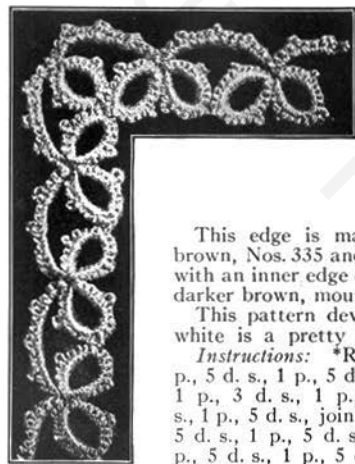 This edge is ma
brown, Nos. 335 and
with an inner edge
darker brown, mou
This pattern dev
white is a pretty
Instructions: *R
p., 5 d. s., 1 p., 5 d
1 p., 3 d. s., 1 p.
s., 1 p., 5 d. s., join
5 d. s., 1 p., 5 d. s
p., 5 d. s., 1 p., 5 d